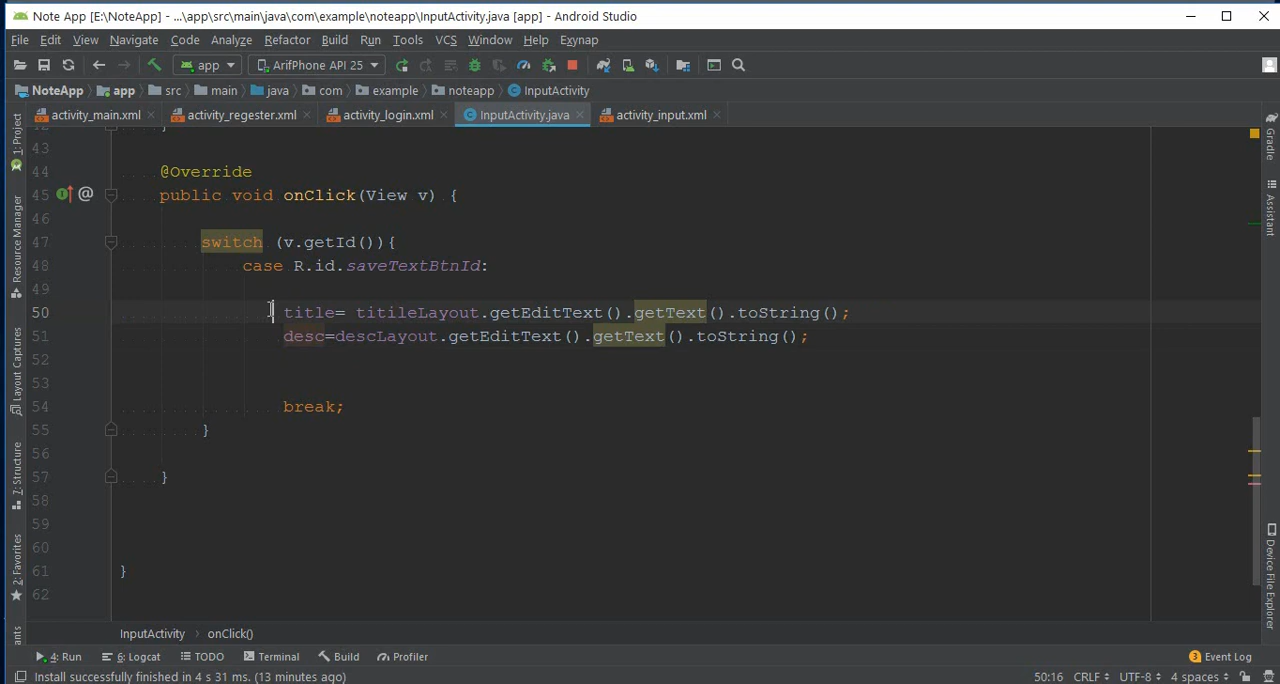 Note App [E:\NoteApp] - ...\app\src\main\java\com\example\noteapp\InputActivity.java [app] - Android Studio
File Edit View Navigate Code Analyze Refactor Build Run Tools VCS Window Help Exynap
app ArifPhone API 25
NoteApp app src main java com example noteapp InputActivity
activity_main.xml activity_regester.xml activity_login.xml InputActivity.java activity_input.xml
43
44 @Override
45 public void onClick(View v) {
46
47 switch (v.getId()){
48 case R.id.saveTextBtnId:
49
50 title= titileLayout.getEditText().getText().toString();
51 desc=descLayout.getEditText().getText().toString();
52
53
54 break;
55 }
56
57 }
58
59
60
61 }
62
InputActivity › onClick()
4: Run 6: Logcat TODO Terminal Build Profiler 3 Event Log
Install successfully finished in 4 s 31 ms. (13 minutes ago) 50:16 CRLF UTF-8 4 spaces
1: Project
Resource Manager
Layout Captures
7: Structure
2: Favorites
ants
Gradle
Assistant
Device File Explorer